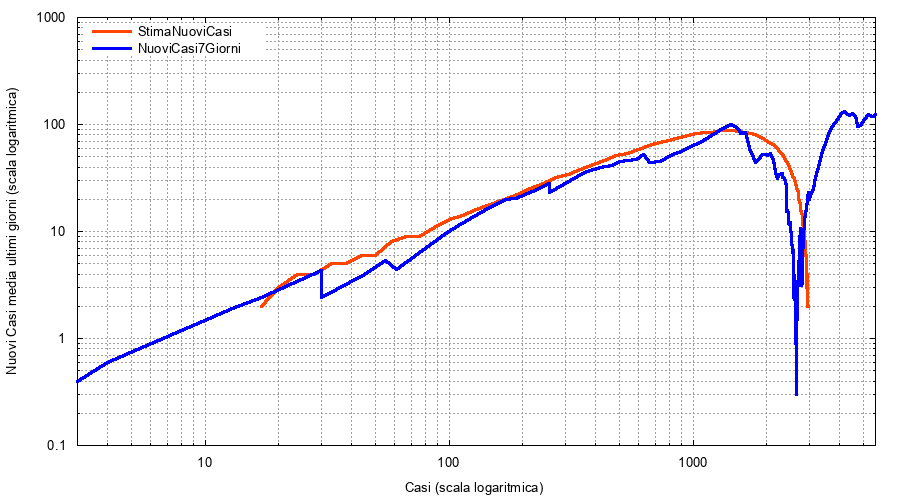 1000
StimaNuoviCasi
NuoviCasi7Giorni
100
10
1
0.1
Nuovi Casi media ultimi giorni (scala logaritmica)
10 100 1000
Casi (scala logaritmica)